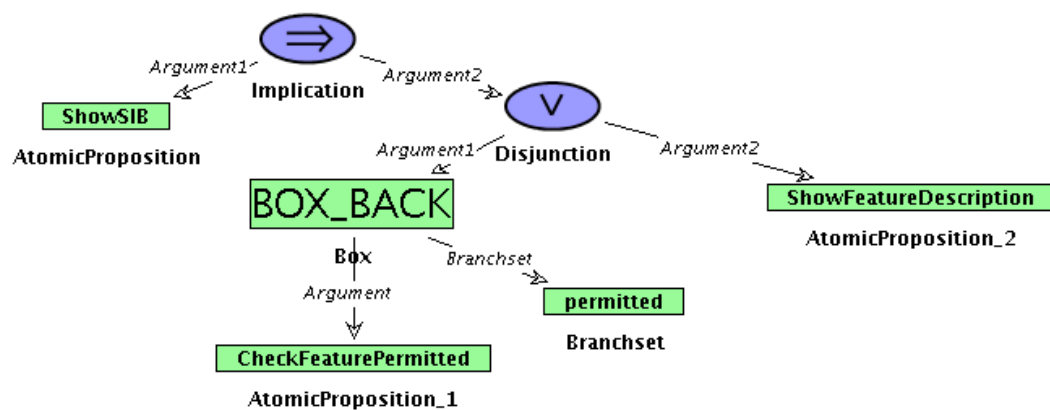 ⇒
Argument1
Argument2
Implication
ShowSIB
AtomicProposition
∨
Argument1
Disjunction
Argument2
BOX_BACK
ShowFeatureDescription
AtomicProposition_2
Box
Branchset
Argument
permitted
Branchset
CheckFeaturePermitted
AtomicProposition_1